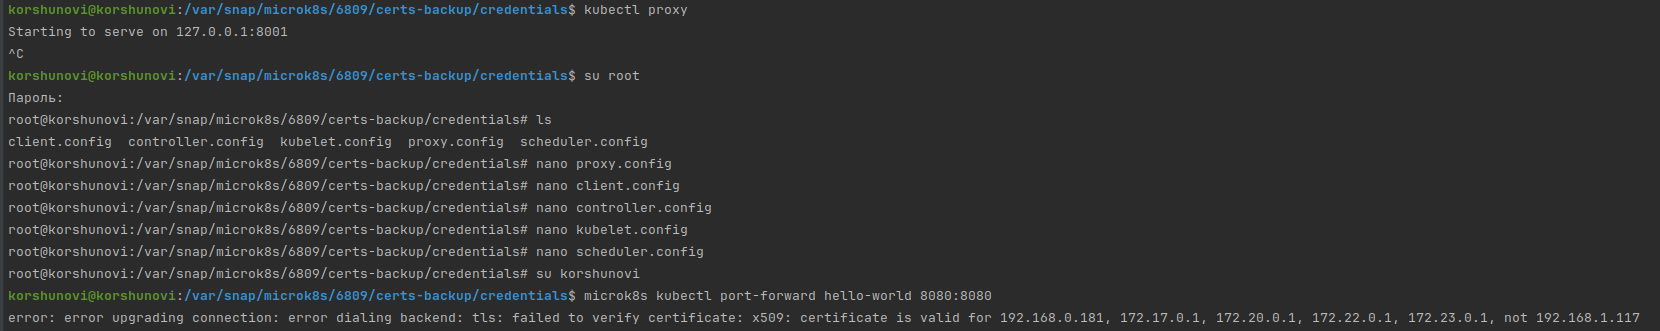 korshunovi@korshunovi:/var/snap/microk8s/6809/certs-backup/credentials$ kubectl proxy
Starting to serve on 127.0.0.1:8001
^C
korshunovi@korshunovi:/var/snap/microk8s/6809/certs-backup/credentials$ su root
Пароль:
root@korshunovi:/var/snap/microk8s/6809/certs-backup/credentials# ls
client.config  controller.config  kubelet.config  proxy.config  scheduler.config
root@korshunovi:/var/snap/microk8s/6809/certs-backup/credentials# nano proxy.config
root@korshunovi:/var/snap/microk8s/6809/certs-backup/credentials# nano client.config
root@korshunovi:/var/snap/microk8s/6809/certs-backup/credentials# nano controller.config
root@korshunovi:/var/snap/microk8s/6809/certs-backup/credentials# nano kubelet.config
root@korshunovi:/var/snap/microk8s/6809/certs-backup/credentials# nano scheduler.config
root@korshunovi:/var/snap/microk8s/6809/certs-backup/credentials# su korshunovi
korshunovi@korshunovi:/var/snap/microk8s/6809/certs-backup/credentials$ microk8s kubectl port-forward hello-world 8080:8080
error: error upgrading connection: error dialing backend: tls: failed to verify certificate: x509: certificate is valid for 192.168.0.181, 172.17.0.1, 172.20.0.1, 172.22.0.1, 172.23.0.1, not 192.168.1.117